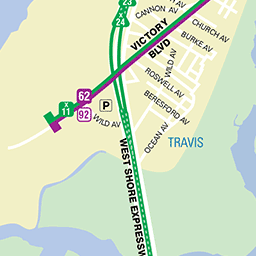 23
X
24
CANNON AV
VICTORY
BLVD
CHURCH AV
BURKE AV
WILD AV
ROSWELL AV
BERESFORD AV
OCEAN AV
X
11
62
92
P
WILD AV
TRAVIS
WEST SHORE EXPRESSW